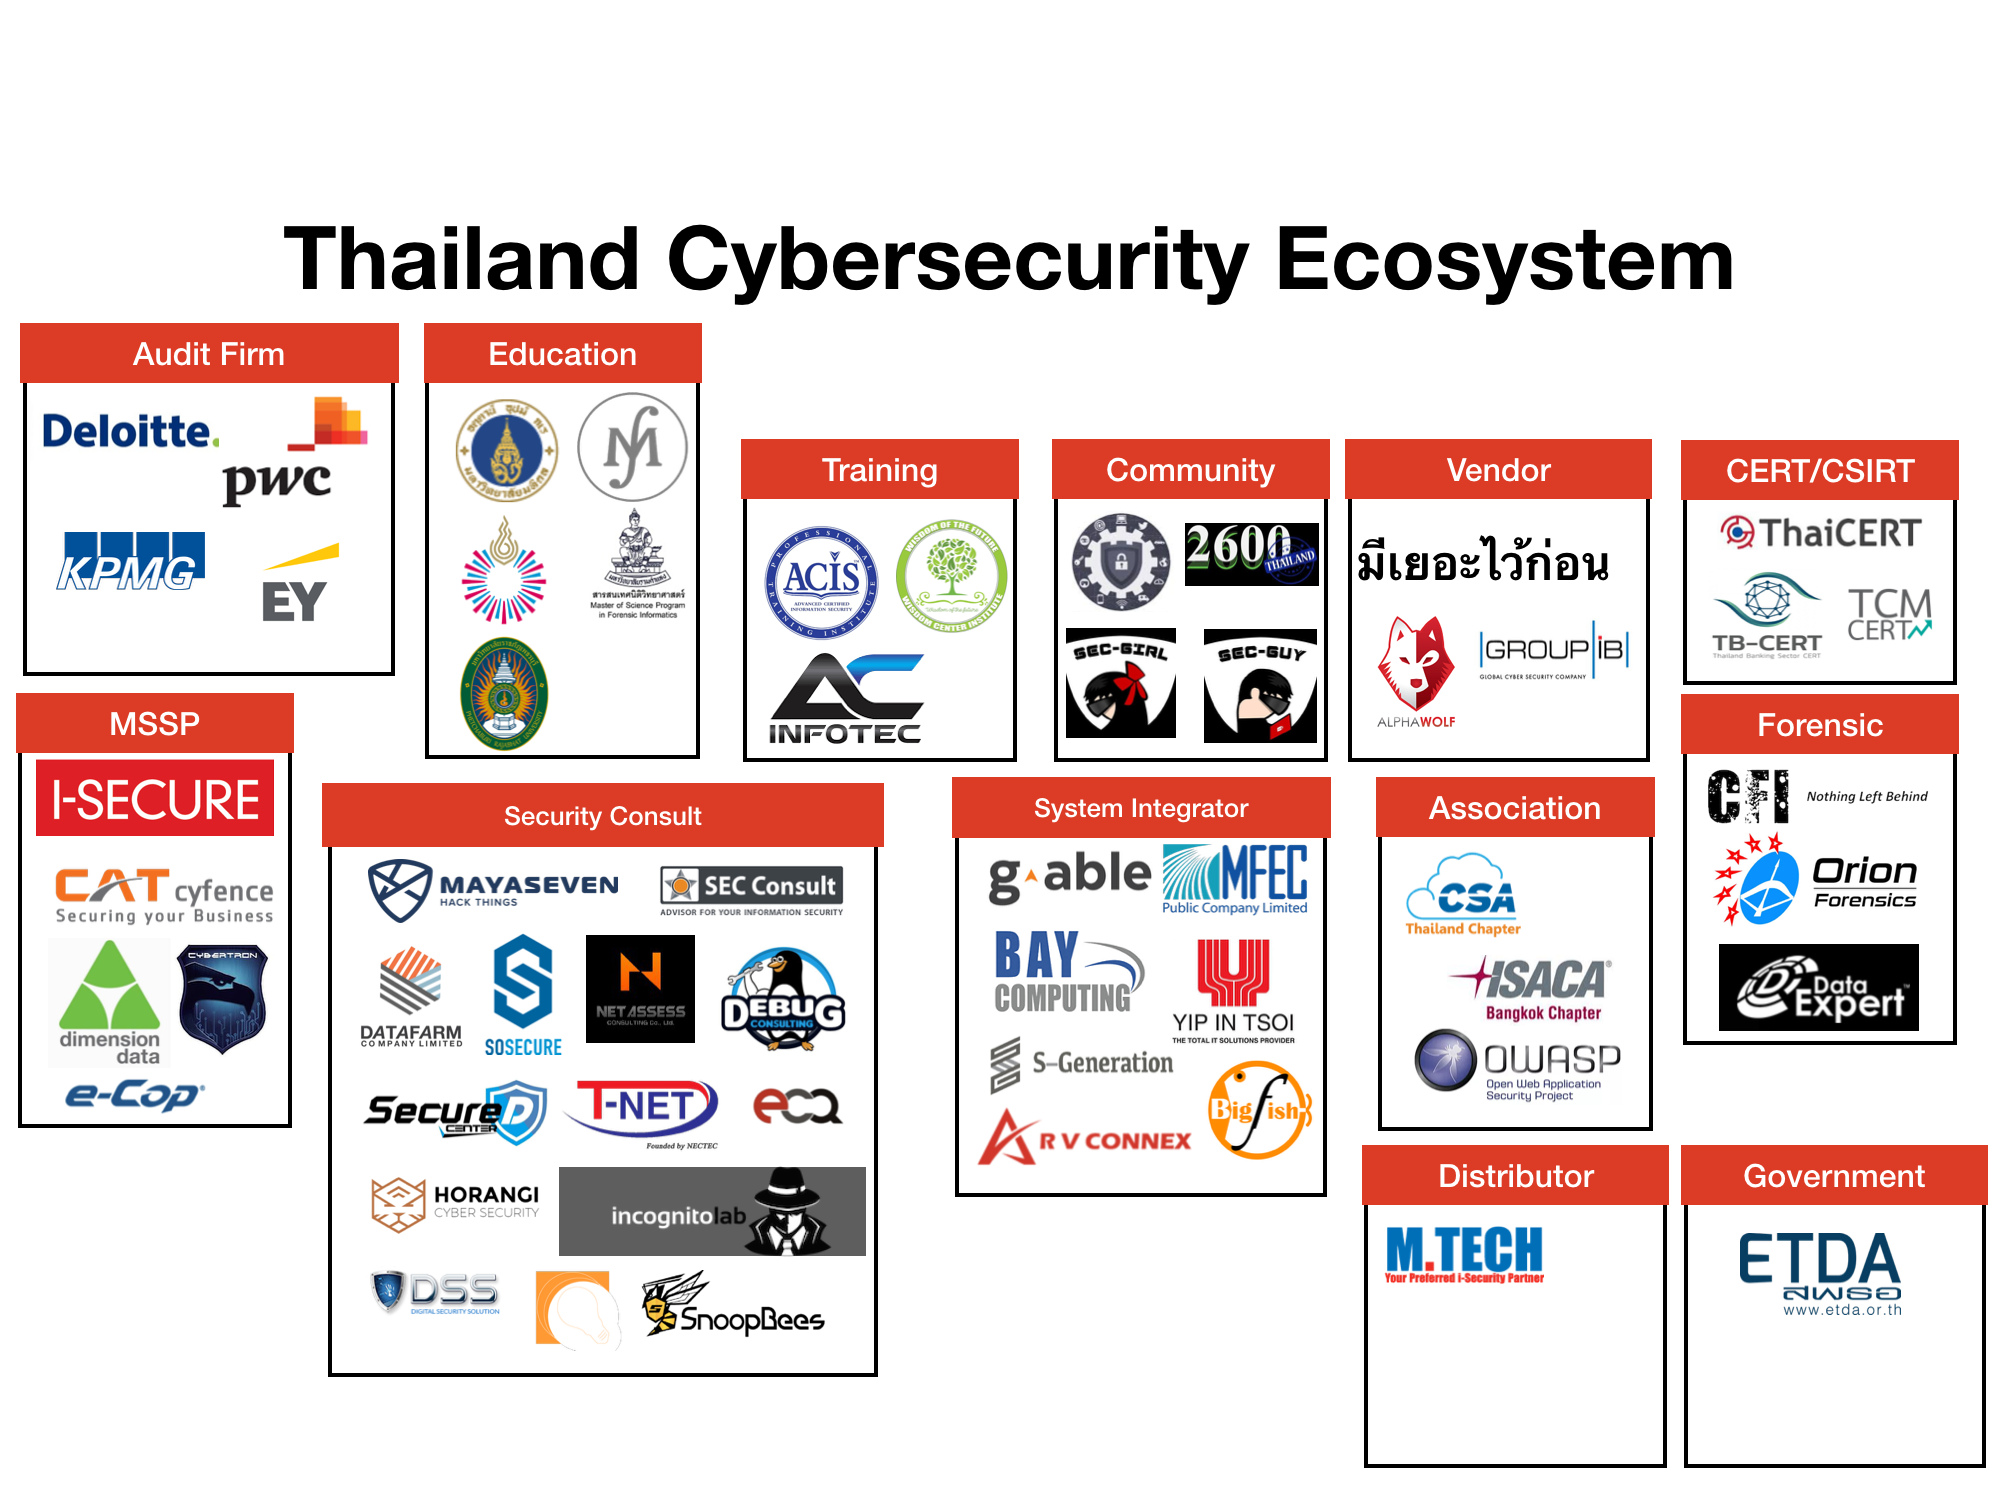 Thailand Cybersecurity Ecosystem
Audit Firm
Deloitte.
pwc
KPMG
EY
Education
สารสนเทศนิติวิทยาศาสตร์
Master of Science Program
in Forensic Informatics
Training
PROFESSIONAL
ACIS
ADVANCED CERTIFIED
INFORMATION SECURITY
TRAINING INSTITUTE
WISDOM OF THE FUTURE
WISDOM CENTER INSTITUTE
AC
INFOTEC
Community
2600
THAILAND
SEC-GIRL
SEC-GUY
Vendor
มีเยอะไว้ก่อน
ALPHAWOLF
GROUP iB
GLOBAL CYBER SECURITY COMPANY
CERT/CSIRT
ThaiCERT
TB-CERT
Thailand Banking Sector CERT
TCM
CERT
MSSP
I-SECURE
CAT cyfence
Securing your Business
dimension
data
CYBERTRON
e-Cop
Security Consult
MAYASEVEN
HACK THINGS
SEC Consult
ADVISOR FOR YOUR INFORMATION SECURITY
DATAFARM
COMPANY LIMITED
SOSECURE
NETASSESS
CONSULTING Co., Ltd.
DEBUG
CONSULTING
SecureD
CENTER
T-NET
Founded by NECTEC
eca
HORANGI
CYBER SECURITY
incognitolab
DSS
DIGITAL SECURITY SOLUTION
SnoopBees
System Integrator
g-able
MFEC
Public Company Limited
BAY
COMPUTING
YIP IN TSOI
THE TOTAL IT SOLUTIONS PROVIDER
S-Generation
Bigfish
R V CONNEX
Association
CSA
Thailand Chapter
ISACA®
Bangkok Chapter
OWASP
Open Web Application
Security Project
Forensic
CFI
Nothing Left Behind
Orion
Forensics
Data
Expert™
Distributor
M.TECH
Your Preferred i-Security Partner
Government
ETDA
สพธอ
www.etda.or.th